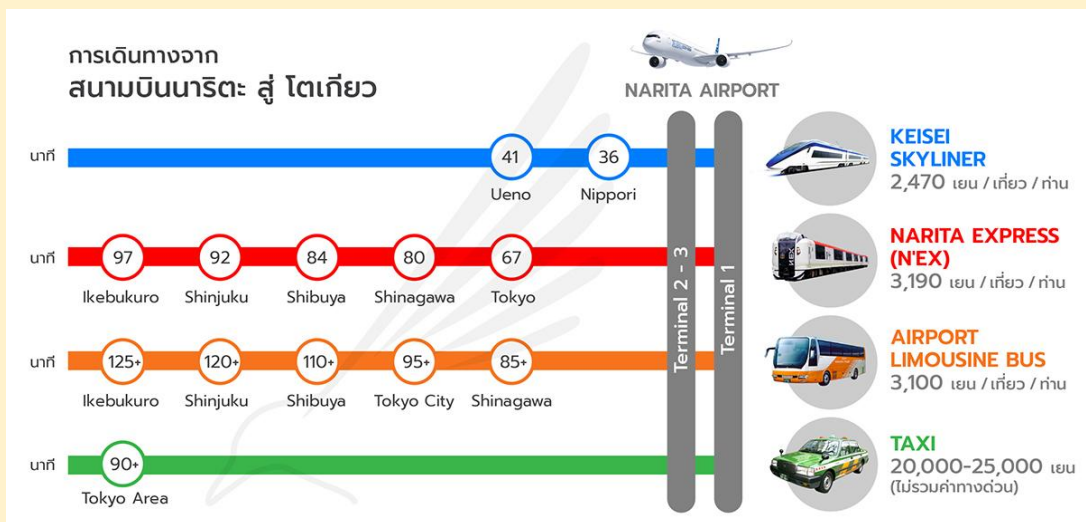 การเดินทางจาก
สนามบินนาริตะ สู่ โตเกียว
NARITA AIRPORT
Terminal 2 - 3
Terminal 1
นาที
41
36
Ueno
Nippori
KEISEI
SKYLINER
2,470 เยน / เที่ยว / ท่าน
นาที
97
92
84
80
67
Ikebukuro
Shinjuku
Shibuya
Shinagawa
Tokyo
NARITA EXPRESS
(N'EX)
3,190 เยน / เที่ยว / ท่าน
นาที
125+
120+
110+
95+
85+
Ikebukuro
Shinjuku
Shibuya
Tokyo City
Shinagawa
AIRPORT
LIMOUSINE BUS
3,100 เยน / เที่ยว / ท่าน
นาที
90+
Tokyo Area
TAXI
20,000-25,000 เยน
(ไม่รวมค่าทางด่วน)